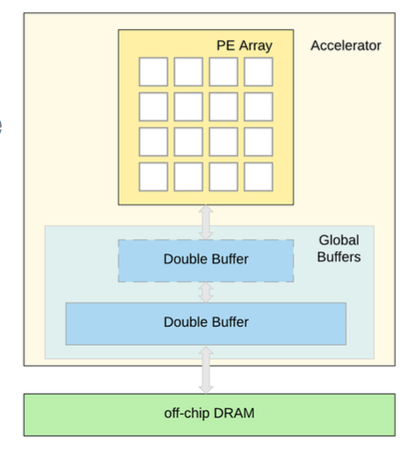 PE Array
Accelerator
Global
Buffers
Double Buffer
Double Buffer
off-chip DRAM